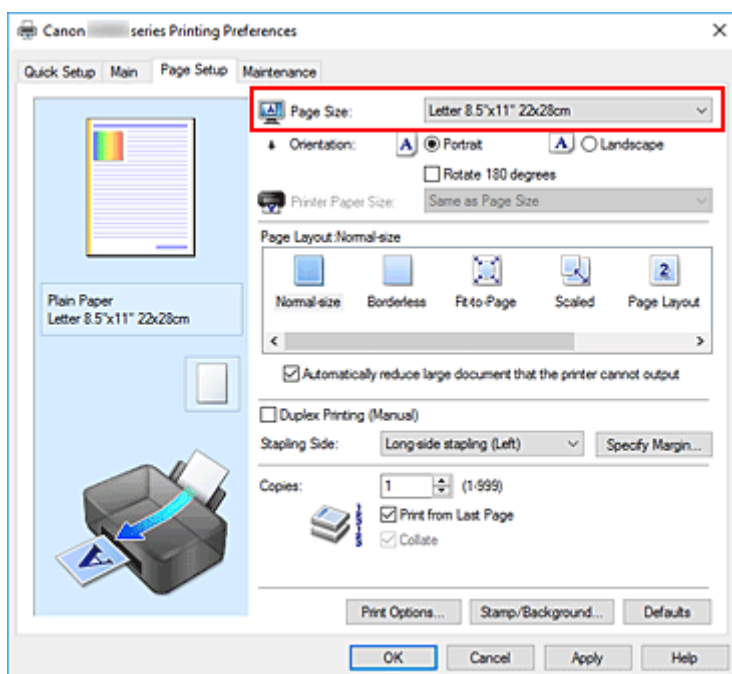 Canon series Printing Preferences
Quick Setup Main Page Setup Maintenance
Page Size: Letter 8.5"x11" 22x28cm
Orientation: A Portrait A Landscape
Rotate 180 degrees
Printer Paper Size: Same as Page Size
Page Layout:Normal-size
2
Normal-size Borderless Fit-to-Page Scaled Page Layout
Automatically reduce large document that the printer cannot output
Plain Paper
Letter 8.5"x11" 22x28cm
Duplex Printing (Manual)
Stapling Side: Long-side stapling (Left) Specify Margin...
Copies: 1 (1-999)
Print from Last Page
Collate
A
Print Options... Stamp/Background... Defaults
OK Cancel Apply Help